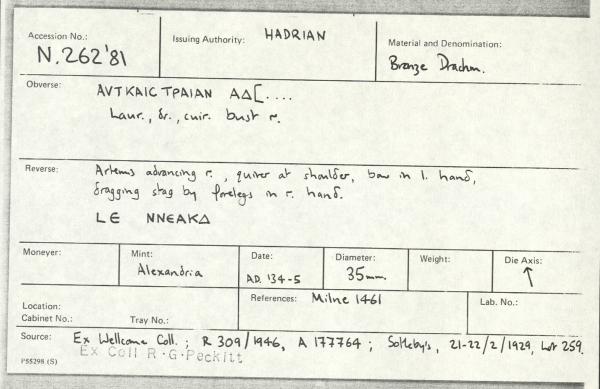 Accession No.: N.262'81
Issuing Authority: HADRIAN
Material and Denomination: Bronze Drachm.
Obverse: AVTKAICTPAIAN AΔ[....
Laur., dr., cuir. bust r.
Reverse: Artemis advancing r., quiver at shoulder, bow in l. hand,
dragging stag by forelegs in r. hand.
LЄ NNEAKΔ
Moneyer:
Mint: Alexandria
Date: A.D. 134-5
Diameter: 35mm.
Weight:
Die Axis: ↑
Location:
Cabinet No.: Tray No.:
References: Milne 1461
Lab. No.:
Source: Ex Wellcome Coll.; R 309/1946, A 177764; Sotheby's, 21-22/2/1929, Lot 259.
Ex Coll R.G.Peckitt
P55298 (S)